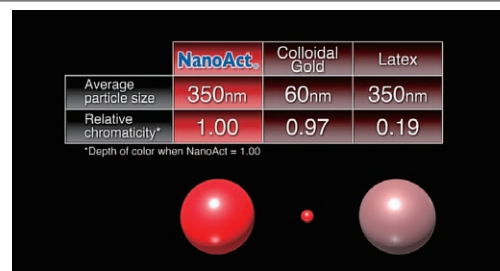 NanoAct® Colloidal Gold Latex
Average particle size 350nm 60nm 350nm
Relative chromaticity* 1.00 0.97 0.19
*Depth of color when NanoAct = 1.00